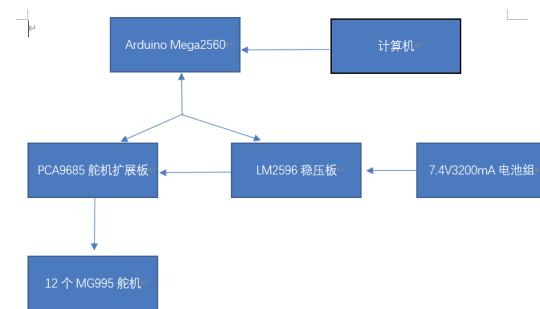 Arduino Mega2560
计算机
PCA9685 舵机扩展板
LM2596 稳压板
7.4V3200mA 电池组
12 个 MG995 舵机